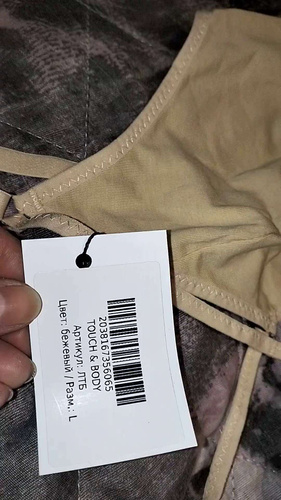 2038167356065
TOUCH & BODY
Артикул: ЛТБ
Цвет: бежевый / Разм.: L